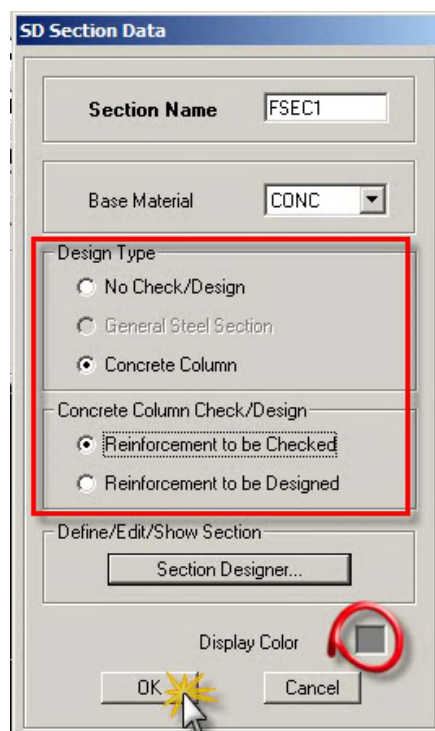 SD Section Data
Section Name FSEC1
Base Material CONC
Design Type
No Check/Design
General Steel Section
Concrete Column
Concrete Column Check/Design
Reinforcement to be Checked
Reinforcement to be Designed
Define/Edit/Show Section
Section Designer...
Display Color
OK Cancel